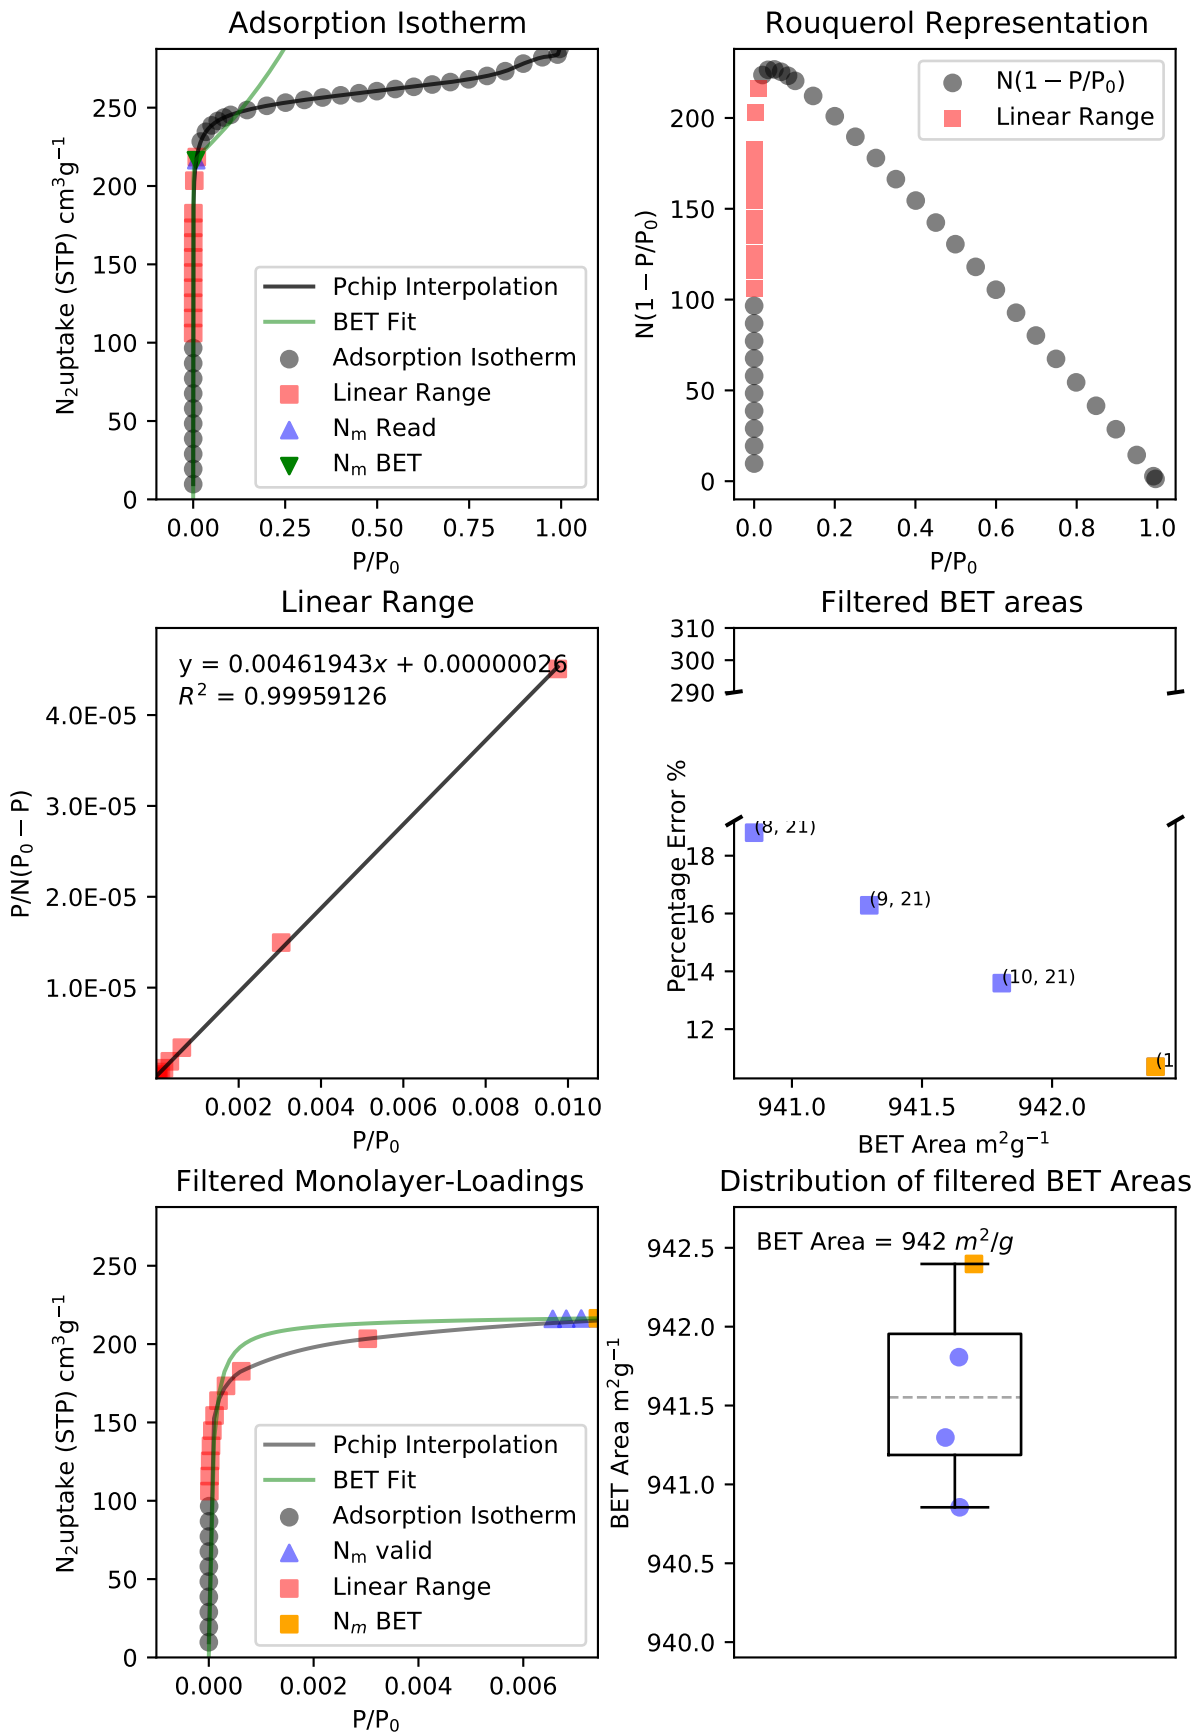 Adsorption Isotherm
N₂uptake (STP) cm³g⁻¹
250
200
150
100
50
0
0.00 0.25 0.50 0.75 1.00
P/P₀
Pchip Interpolation
BET Fit
Adsorption Isotherm
Linear Range
Nₘ Read
Nₘ BET
Rouquerol Representation
N(1 − P/P₀)
200
150
100
50
0
0.0 0.2 0.4 0.6 0.8 1.0
P/P₀
N(1 − P/P₀)
Linear Range
Linear Range
y = 0.00461943x + 0.00000026
R² = 0.99959126
P/N(P₀ − P)
4.0E-05
3.0E-05
2.0E-05
1.0E-05
0.002 0.004 0.006 0.008 0.010
P/P₀
Filtered BET areas
310
300
290
Percentage Error %
18
16
14
12
(8, 21)
(9, 21)
(10, 21)
(1
941.0 941.5 942.0
BET Area m²g⁻¹
Filtered Monolayer-Loadings
N₂uptake (STP) cm³g⁻¹
250
200
150
100
50
0
0.000 0.002 0.004 0.006
P/P₀
Pchip Interpolation
BET Fit
Adsorption Isotherm
Nₘ valid
Linear Range
Nₘ BET
Distribution of filtered BET Areas
BET Area = 942 m²/g
BET Area m²g⁻¹
942.5
942.0
941.5
941.0
940.5
940.0